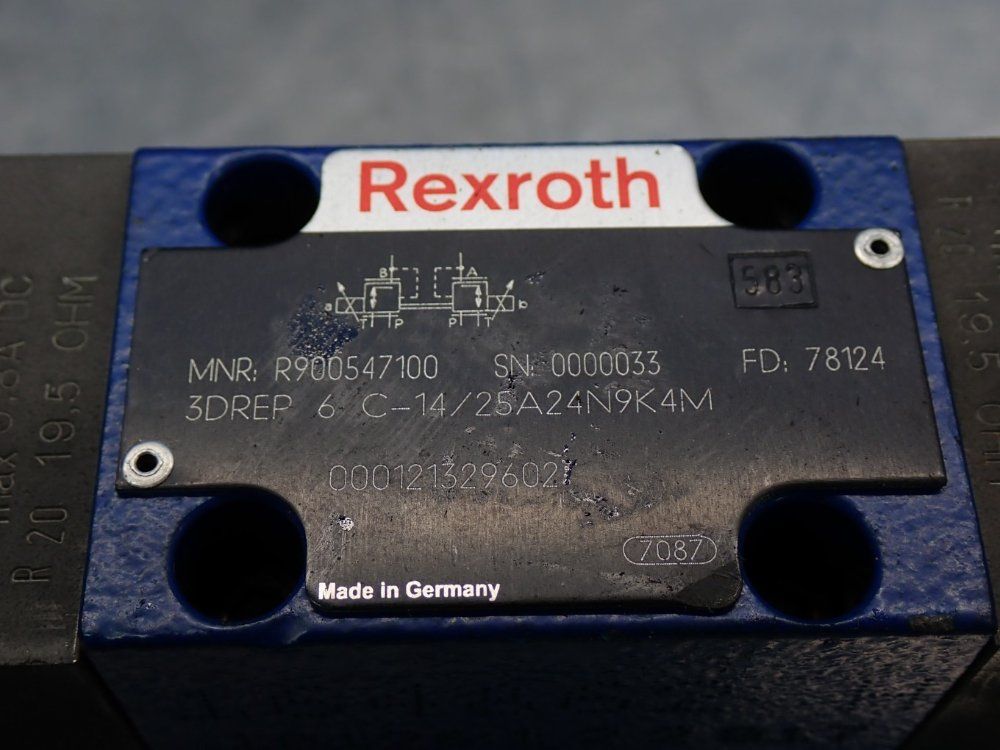 Rexroth
583
B A
a b
T P P T
MNR: R900547100 SN: 0000033 FD: 78124
3DREP 6 C-14/25A24N9K4M
7087
Made in Germany
R 20 19,5 OHM